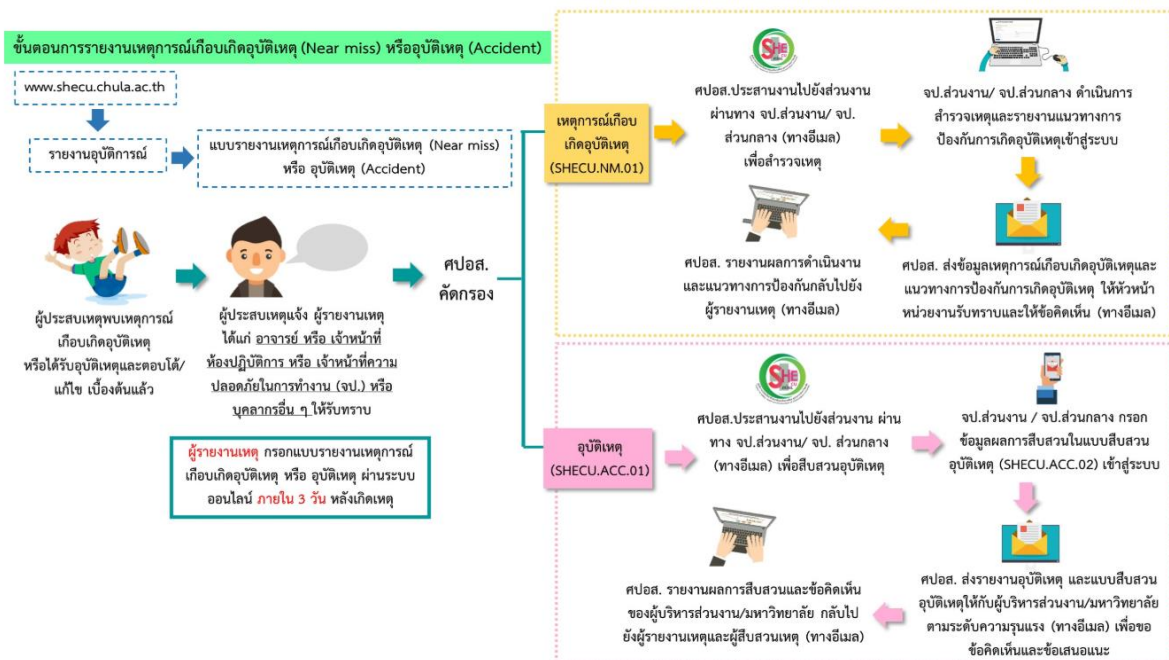 ขั้นตอนการรายงานเหตุการณ์เกือบเกิดอุบัติเหตุ (Near miss) หรืออุบัติเหตุ (Accident)
www.shecu.chula.ac.th
รายงานอุบัติการณ์
แบบรายงานเหตุการณ์เกือบเกิดอุบัติเหตุ (Near miss)
หรือ อุบัติเหตุ (Accident)
ผู้ประสบเหตุพบเหตุการณ์
เกือบเกิดอุบัติเหตุ
หรือได้รับอุบัติเหตุและตอบโต้/
แก้ไข เบื้องต้นแล้ว
ผู้ประสบเหตุแจ้ง ผู้รายงานเหตุ
ได้แก่ อาจารย์ หรือ เจ้าหน้าที่
ห้องปฏิบัติการ หรือ เจ้าหน้าที่ความ
ปลอดภัยในการทำงาน (จป.) หรือ
บุคลากรอื่น ๆ ให้รับทราบ
ผู้รายงานเหตุ กรอกแบบรายงานเหตุการณ์
เกือบเกิดอุบัติเหตุ หรือ อุบัติเหตุ ผ่านระบบ
ออนไลน์ ภายใน 3 วัน หลังเกิดเหตุ
ศปอส.
คัดกรอง
เหตุการณ์เกือบ
เกิดอุบัติเหตุ
(SHECU.NM.01)
SHE
ศปอส.ประสานงานไปยังส่วนงาน
ผ่านทาง จป.ส่วนงาน/ จป.
ส่วนกลาง (ทางอีเมล)
เพื่อสำรวจเหตุ
จป.ส่วนงาน/ จป.ส่วนกลาง ดำเนินการ
สำรวจเหตุและรายงานแนวทางการ
ป้องกันการเกิดอุบัติเหตุเข้าสู่ระบบ
ศปอส. ส่งข้อมูลเหตุการณ์เกือบเกิดอุบัติเหตุและ
แนวทางการป้องกันการเกิดอุบัติเหตุ ให้หัวหน้า
หน่วยงานรับทราบและให้ข้อคิดเห็น (ทางอีเมล)
ศปอส. รายงานผลการดำเนินงาน
และแนวทางการป้องกันกลับไปยัง
ผู้รายงานเหตุ (ทางอีเมล)
อุบัติเหตุ
(SHECU.ACC.01)
SHE
ศปอส.ประสานงานไปยังส่วนงาน ผ่าน
ทาง จป.ส่วนงาน/ จป. ส่วนกลาง
(ทางอีเมล) เพื่อสืบสวนอุบัติเหตุ
จป.ส่วนงาน / จป.ส่วนกลาง กรอก
ข้อมูลผลการสืบสวนในแบบสืบสวน
อุบัติเหตุ (SHECU.ACC.02) เข้าสู่ระบบ
ศปอส. ส่งรายงานอุบัติเหตุ และแบบสืบสวน
อุบัติเหตุให้กับผู้บริหารส่วนงาน/มหาวิทยาลัย
ตามระดับความรุนแรง (ทางอีเมล) เพื่อขอ
ข้อคิดเห็นและข้อเสนอแนะ
ศปอส. รายงานผลการสืบสวนและข้อคิดเห็น
ของผู้บริหารส่วนงาน/มหาวิทยาลัย กลับไป
ยังผู้รายงานเหตุและผู้สืบสวนเหตุ (ทางอีเมล)